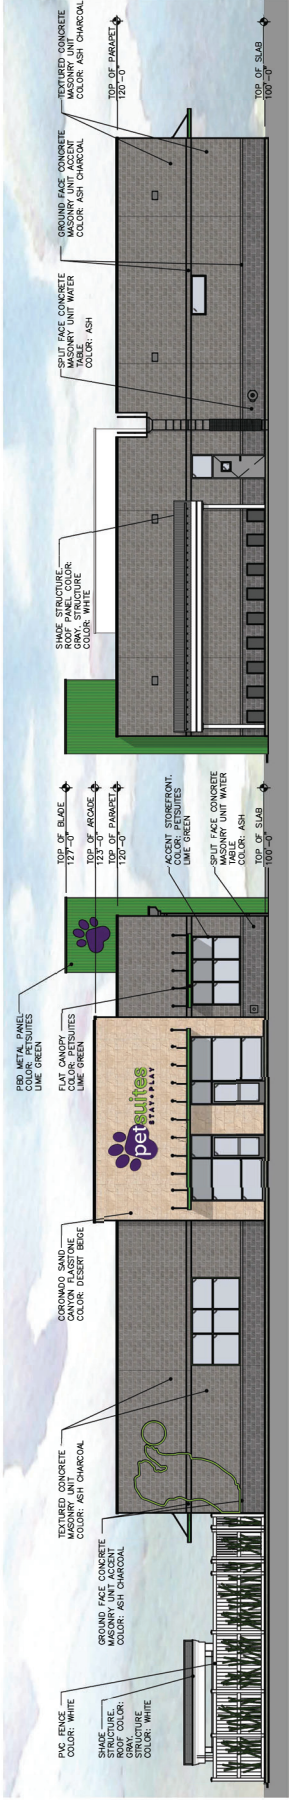 PVC FENCE
COLOR: WHITE
SHADE
STRUCTURE,
ROOF COLOR:
GRAY,
STRUCTURE
COLOR: WHITE
GROUND FACE CONCRETE
MASONRY UNIT ACCENT
COLOR: ASH CHARCOAL
TEXTURED CONCRETE
MASONRY UNIT
COLOR: ASH CHARCOAL
CORONADO SAND
CANYON FLAGSTONE
COLOR: DESERT BEIGE
petsuites
STAY+PLAY
FLAT CANOPY
COLOR: PETSUITES
LIME GREEN
PBD METAL PANEL
COLOR: PETSUITES
LIME GREEN
TOP OF BLADE
127'-0"
TOP OF ARCADE
123'-0"
TOP OF PARAPET
120'-0"
ACCENT STOREFRONT,
COLOR: PETSUITES
LIME GREEN
SPLIT FACE CONCRETE
MASONRY UNIT WATER
TABLE
COLOR: ASH
TOP OF SLAB
100'-0"
SHADE STRUCTURE,
ROOF PANEL COLOR:
GRAY, STRUCTURE
COLOR: WHITE
SPLIT FACE CONCRETE
MASONRY UNIT WATER
TABLE
COLOR: ASH
GROUND FACE CONCRETE
MASONRY UNIT ACCENT
COLOR: ASH CHARCOAL
TEXTURED CONCRETE
MASONRY UNIT
COLOR: ASH CHARCOAL
TOP OF PARAPET
120'-0"
TOP OF SLAB
100'-0"